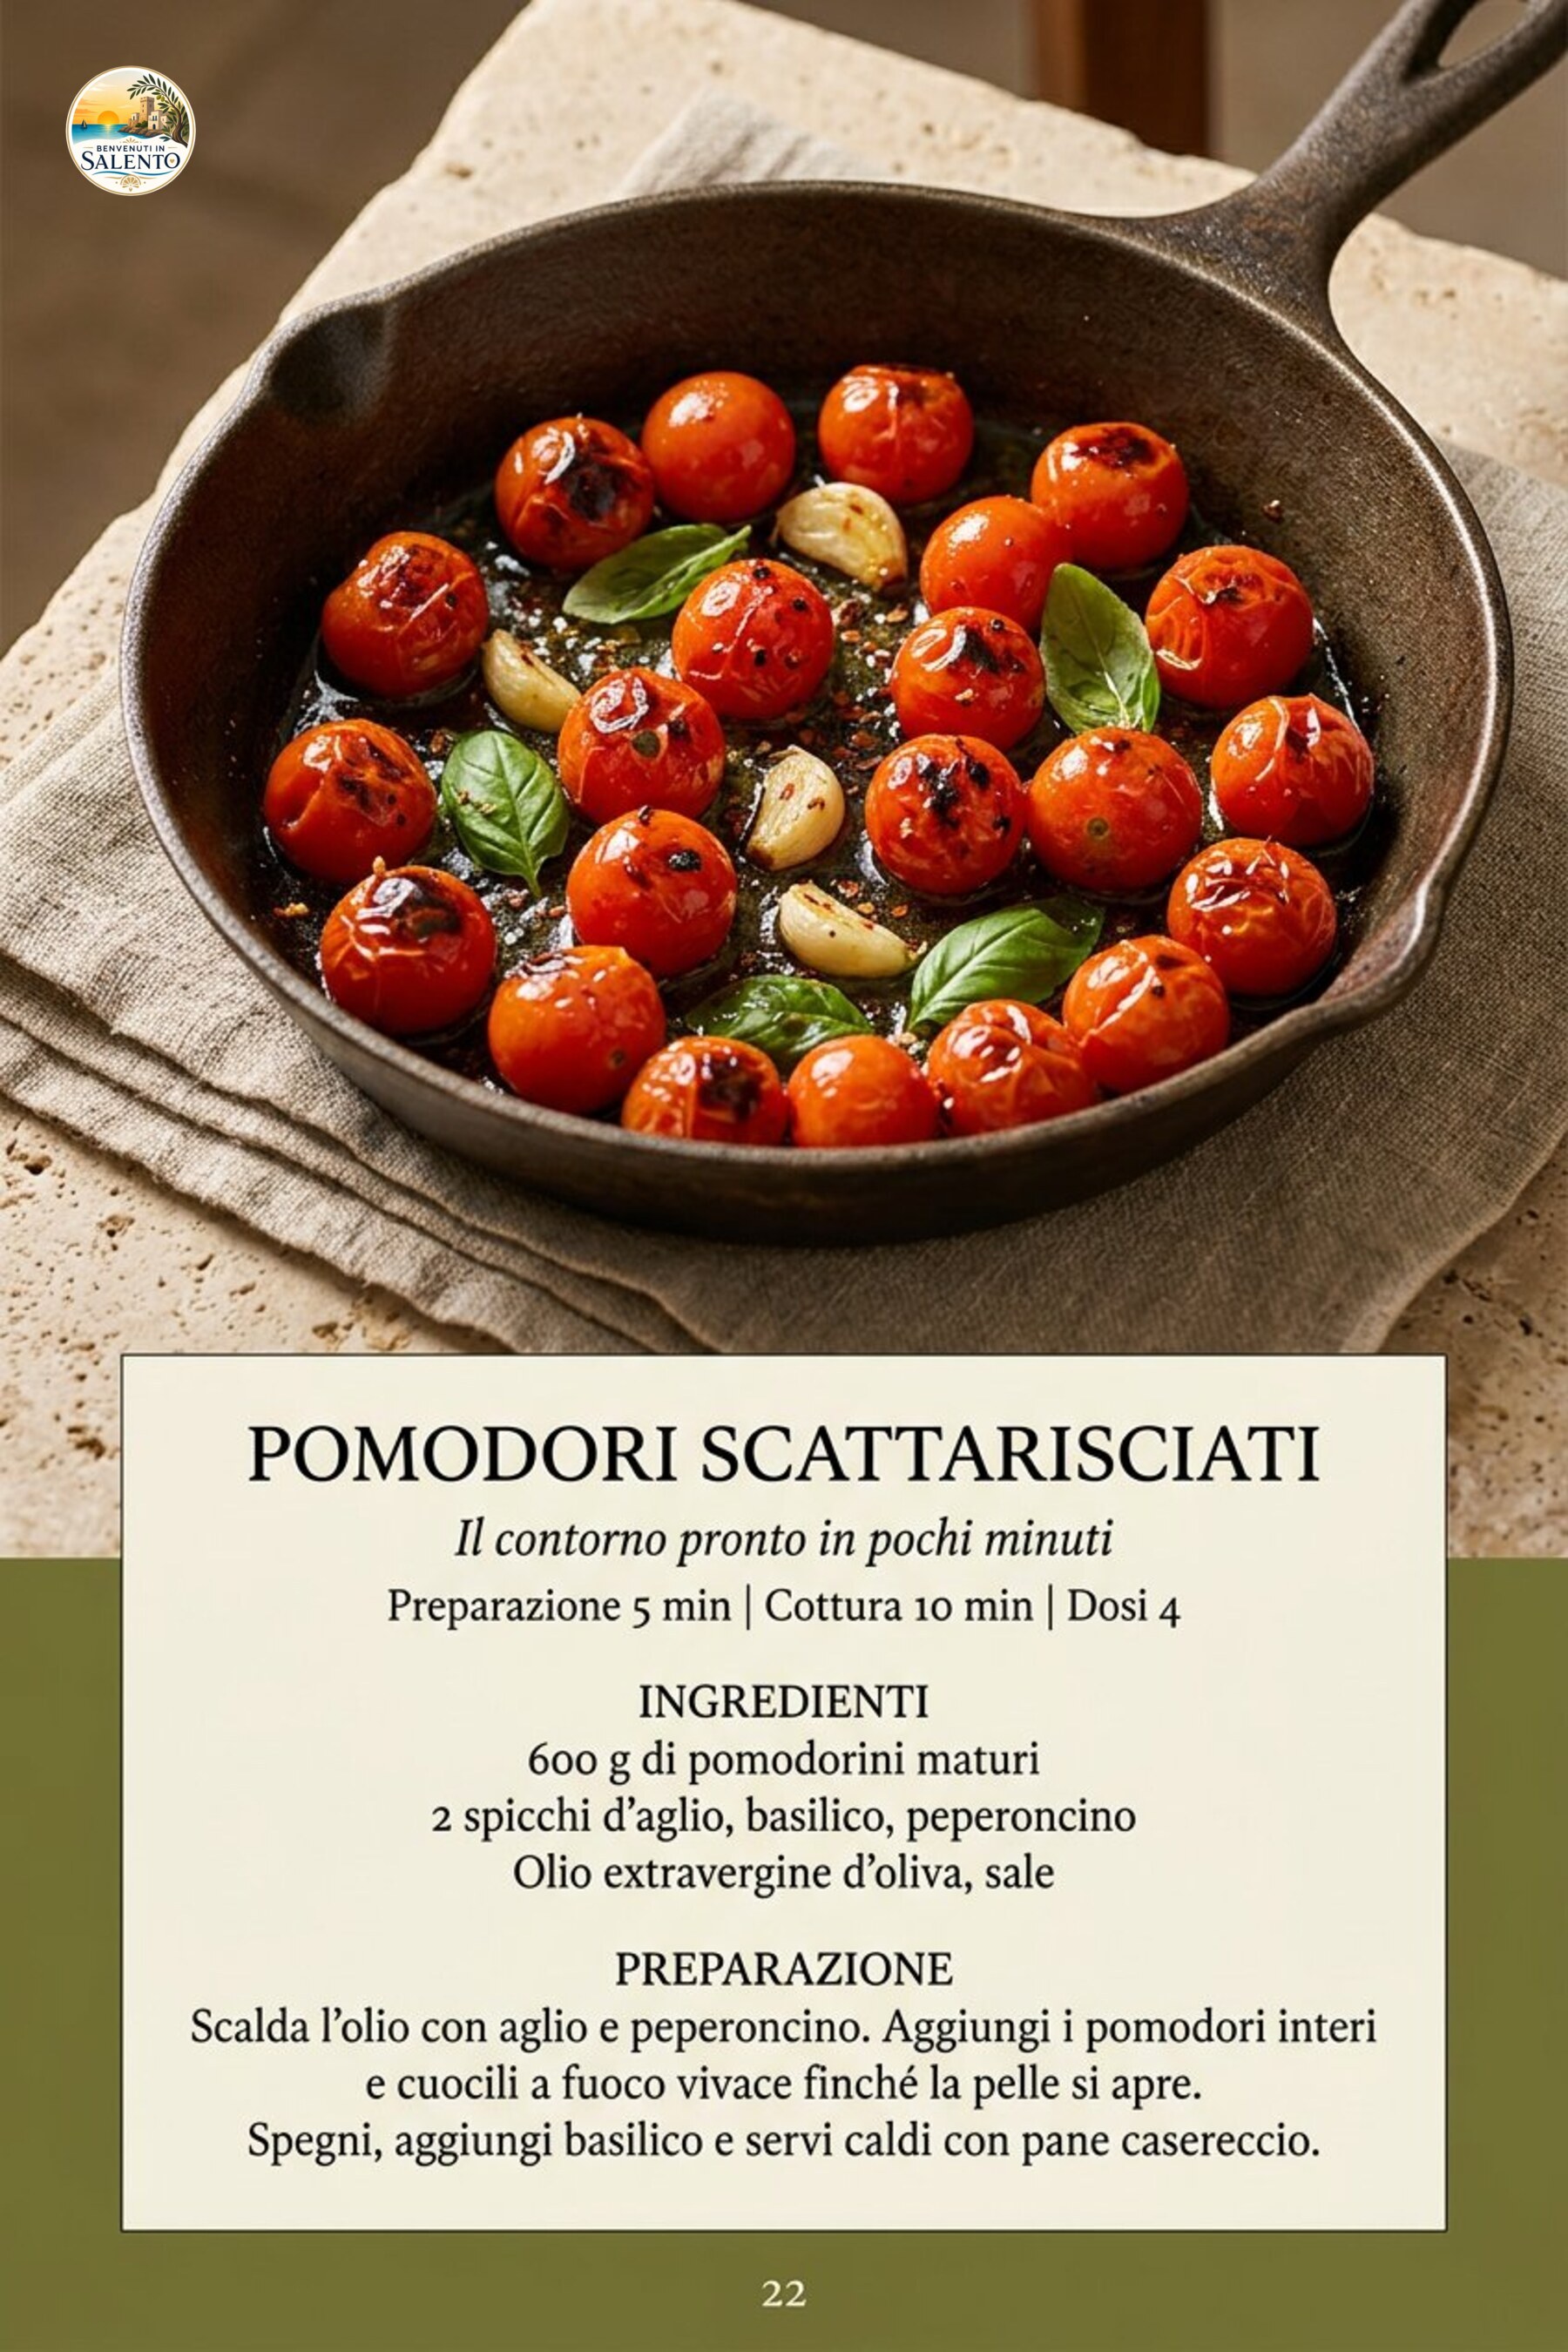 BENVENUTI IN
SALENTO
POMODORI SCATTARISCIATI
Il contorno pronto in pochi minuti
Preparazione 5 min | Cottura 10 min | Dosi 4
INGREDIENTI
600 g di pomodorini maturi
2 spicchi d’aglio, basilico, peperoncino
Olio extravergine d’oliva, sale
PREPARAZIONE
Scalda l’olio con aglio e peperoncino. Aggiungi i pomodori interi
e cuocili a fuoco vivace finché la pelle si apre.
Spegni, aggiungi basilico e servi caldi con pane casereccio.
22